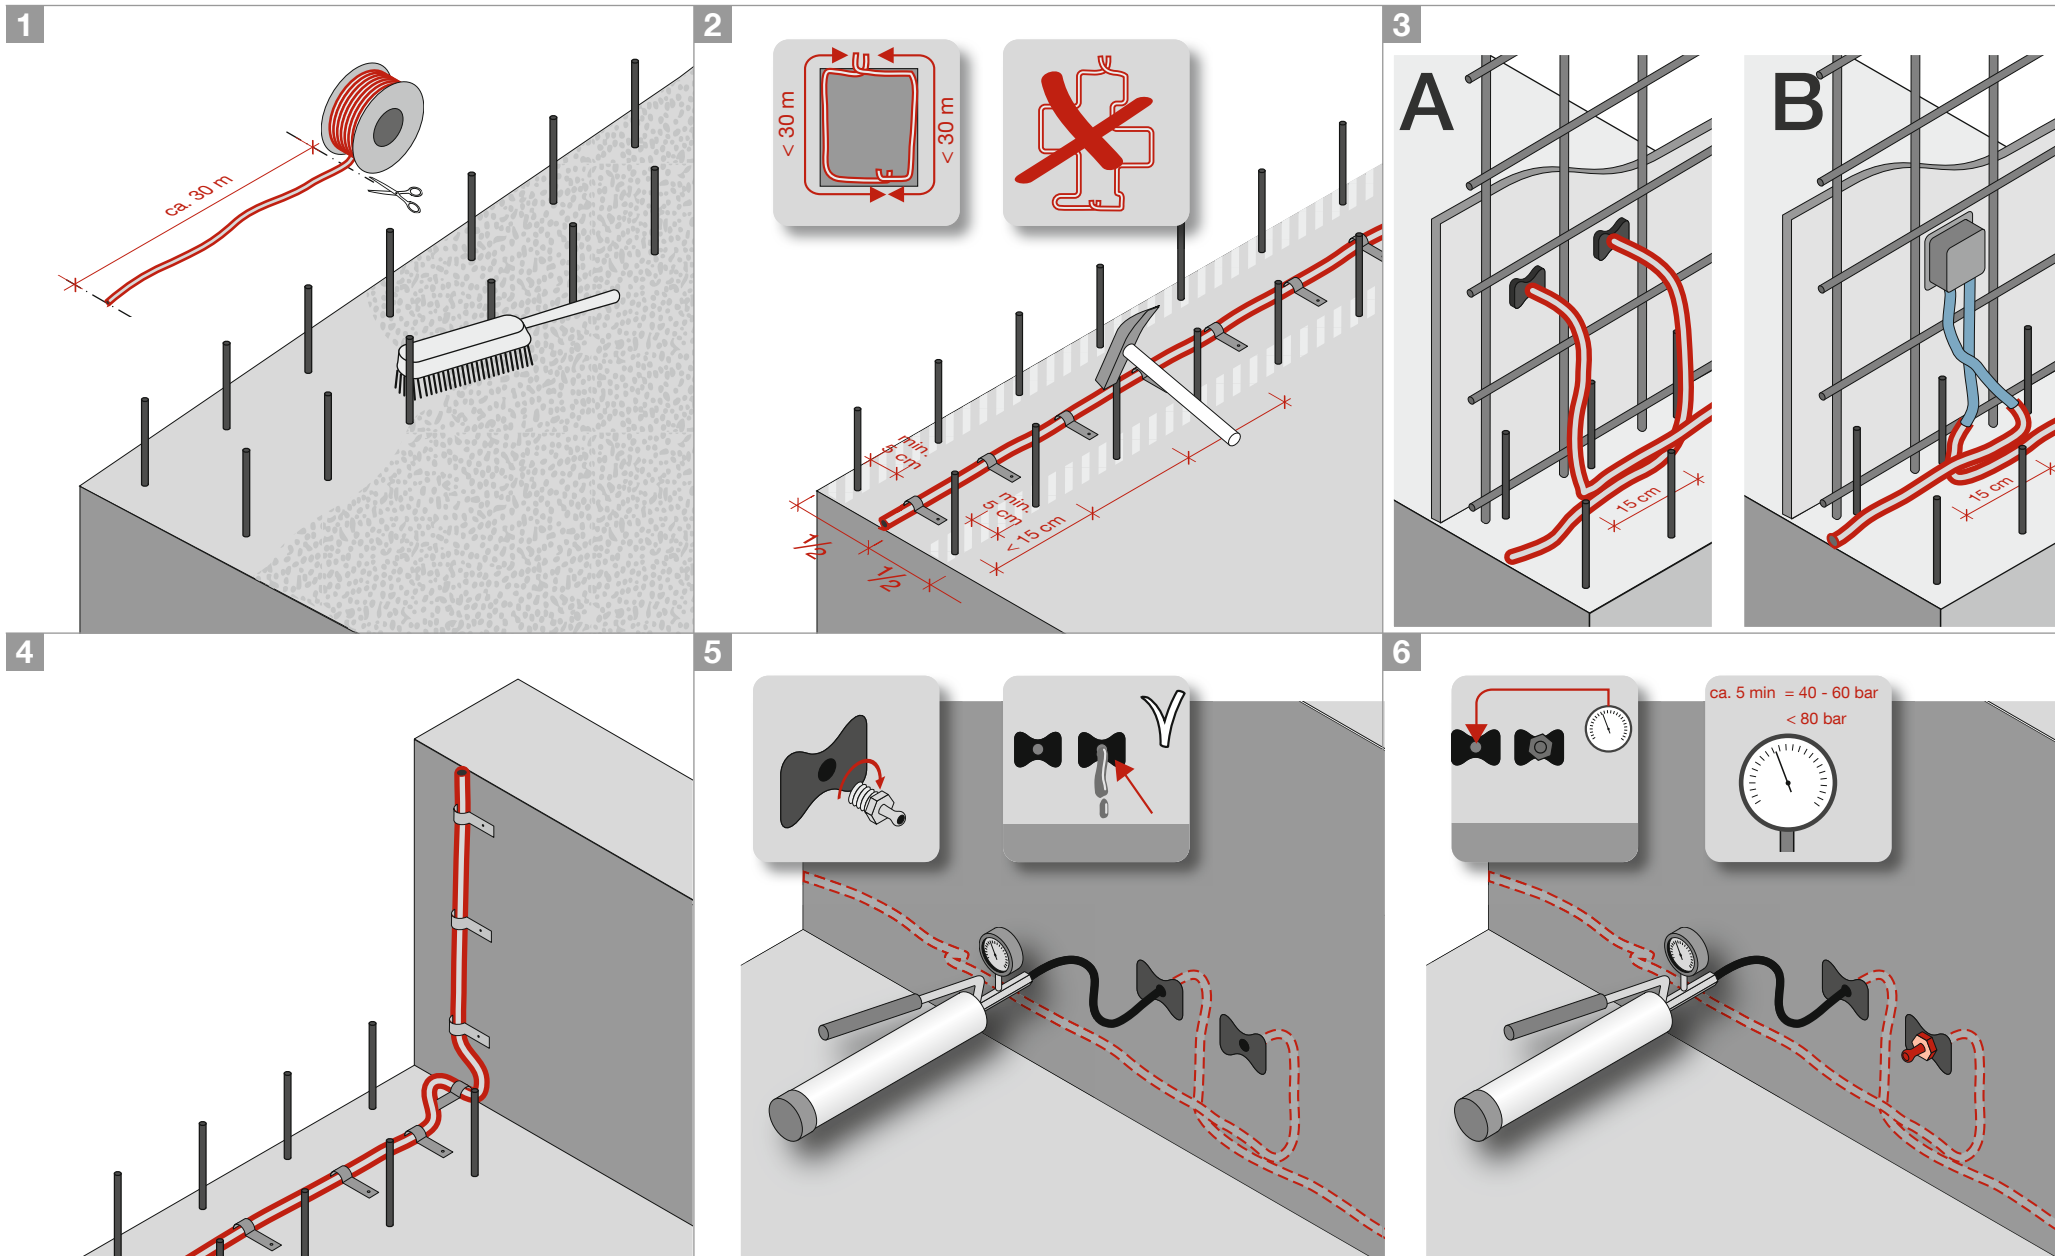 1
ca. 30 m
2
< 30 m
< 30 m
min.
5 cm
min.
5 cm
< 15 cm
1/2
1/2
3
A
15 cm
B
15 cm
4
5
6
ca. 5 min = 40 - 60 bar
< 80 bar